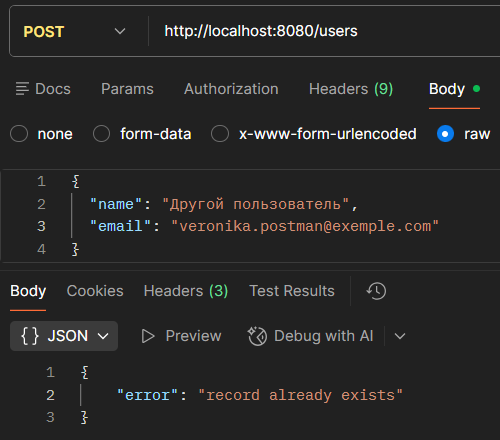 POST http://localhost:8080/users
Docs Params Authorization Headers (9) Body
none form-data x-www-form-urlencoded raw
1 {
2 "name": "Другой пользователь",
3 "email": "veronika.postman@exemple.com"
4 }
Body Cookies Headers (3) Test Results
{} JSON Preview Debug with AI
1 {
2 "error": "record already exists"
3 }